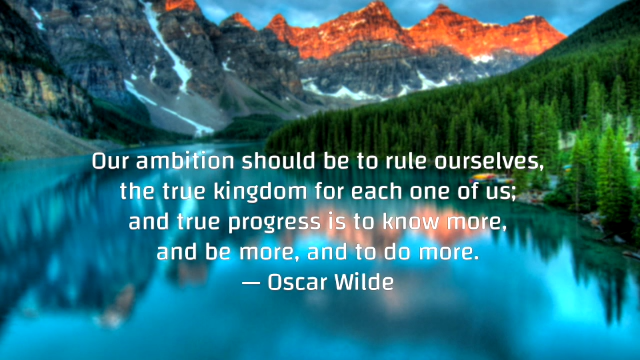 Our ambition should be to rule ourselves,
the true kingdom for each one of us;
and true progress is to know more,
and be more, and to do more.
— Oscar Wilde